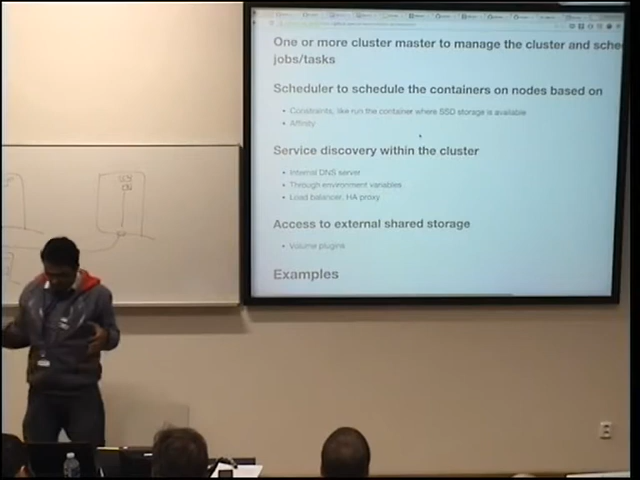 One or more cluster master to manage the cluster and sche
jobs/tasks
Scheduler to schedule the containers on nodes based on
Constraints, like run the container where SSD storage is available
Affinity
Service discovery within the cluster
Internal DNS server
Through environment variables
Load balancer, HA proxy
Access to external shared storage
Volume plugins
Examples